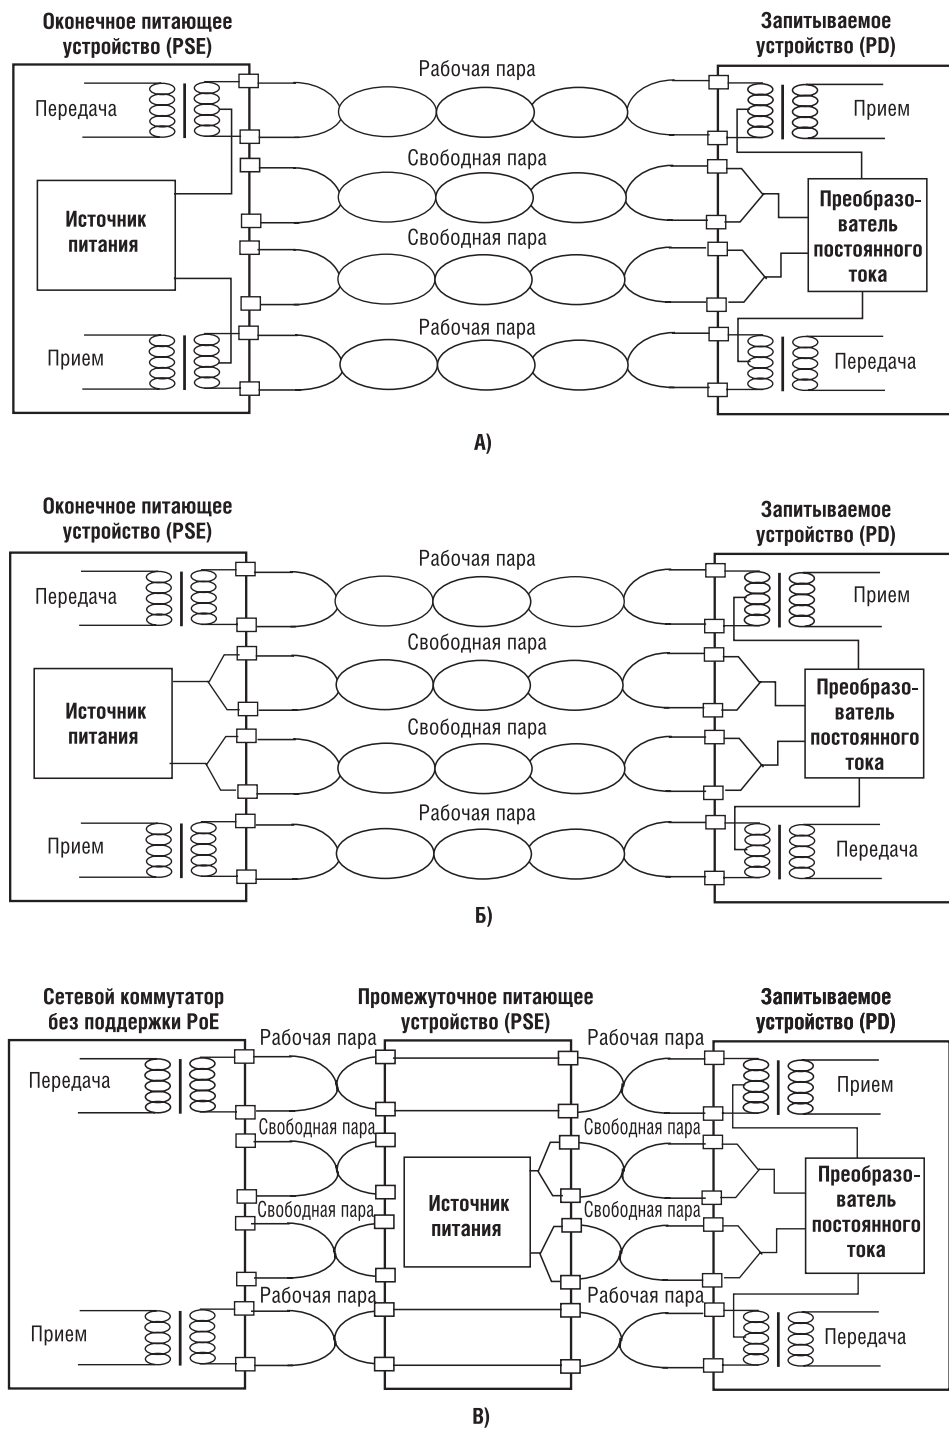 Оконечное питающее
устройство (PSE)
Запитываемое
устройство (PD)
Рабочая пара
Передача
Прием
Свободная пара
Источник
питания
Преобразо-
ватель
постоянного
тока
Свободная пара
Рабочая пара
Прием
Передача
А)
Оконечное питающее
устройство (PSE)
Запитываемое
устройство (PD)
Рабочая пара
Передача
Прием
Свободная пара
Источник
питания
Преобразо-
ватель
постоянного
тока
Свободная пара
Рабочая пара
Прием
Передача
Б)
Сетевой коммутатор
без поддержки PoE
Промежуточное питающее
устройство (PSE)
Запитываемое
устройство (PD)
Рабочая пара
Рабочая пара
Передача
Прием
Свободная пара
Свободная пара
Источник
питания
Преобразо-
ватель
постоянного
тока
Свободная пара
Свободная пара
Рабочая пара
Рабочая пара
Прием
Передача
В)